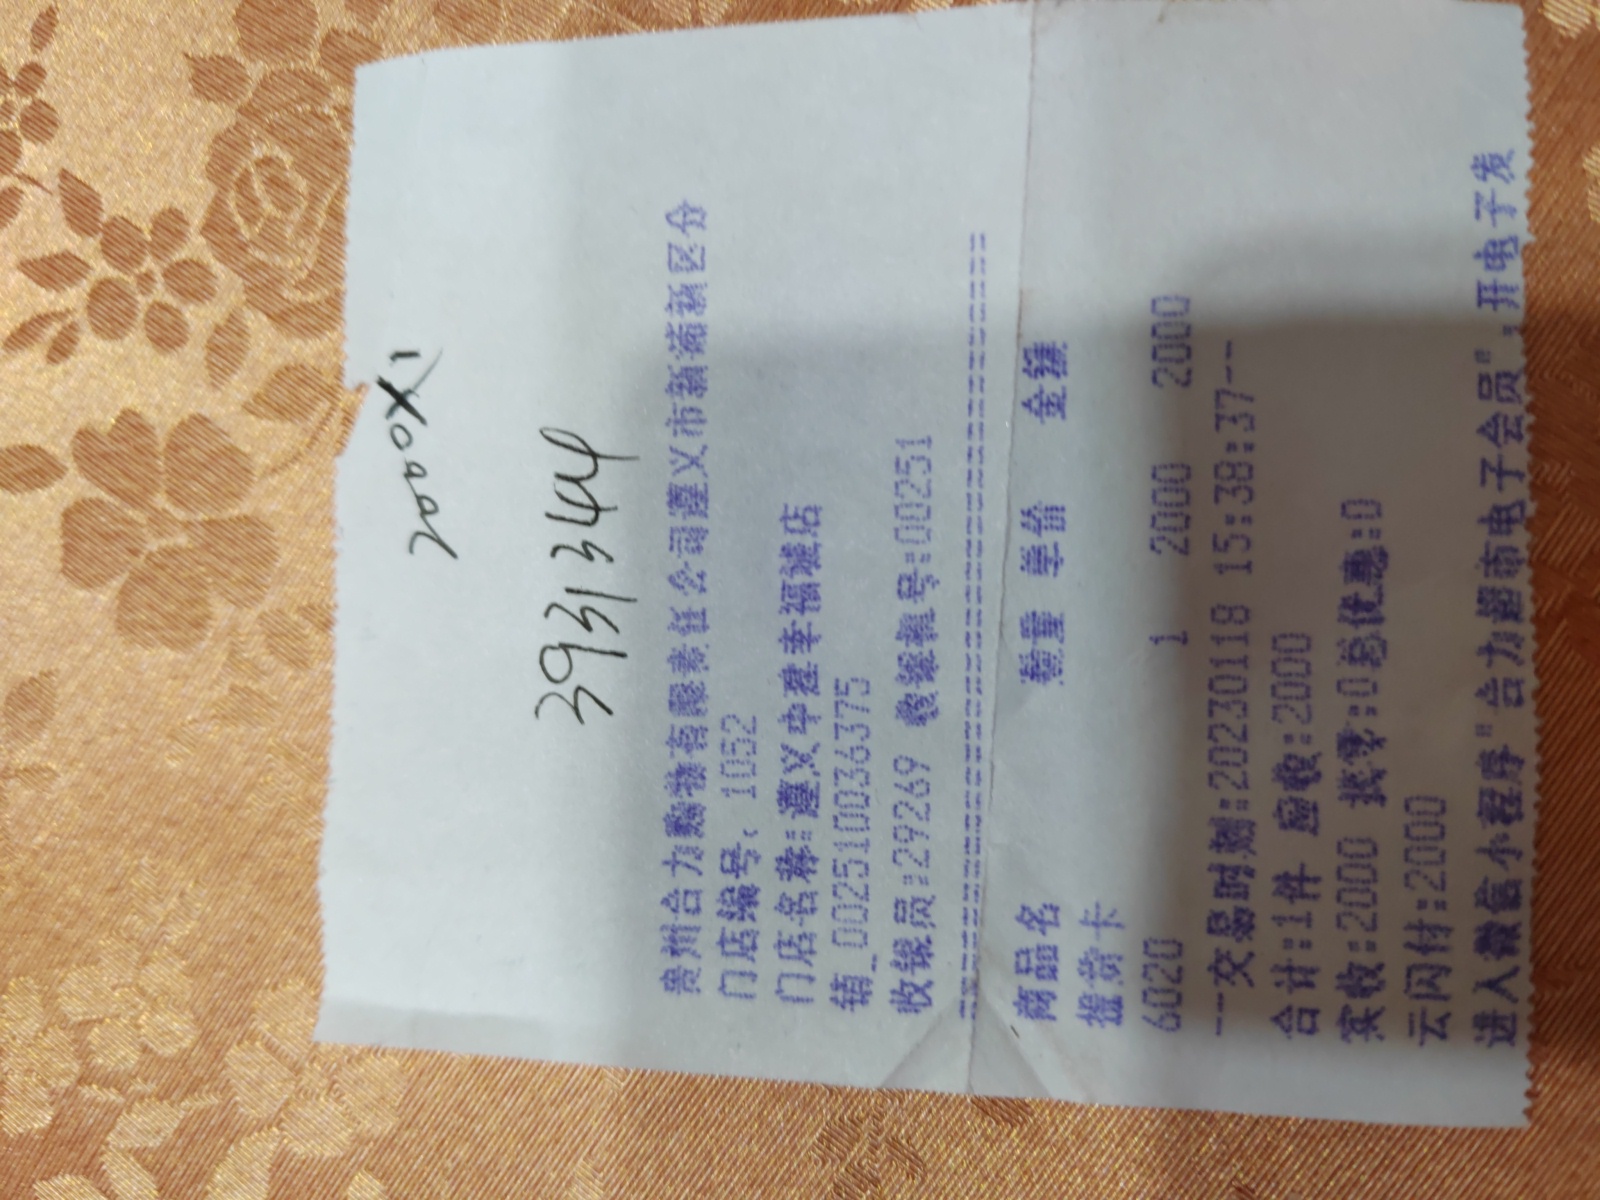 2000X1
3931344
贵州合力购物有限责任公司遵义市新蒲新区分
门店编号:1052
门店名称:遵义中建幸福城店
销_002510036375
收银员:29269 收银机号:00251
商品名 数量 单价 金额
提货卡
6020 1 2000 2000
---交易时刻:20230118 15:38:37--
合计:1件 应收:2000
实收:2000 找零:0总优惠:0
云闪付:2000
进入微信小程序"合力超市电子会员",开电子发